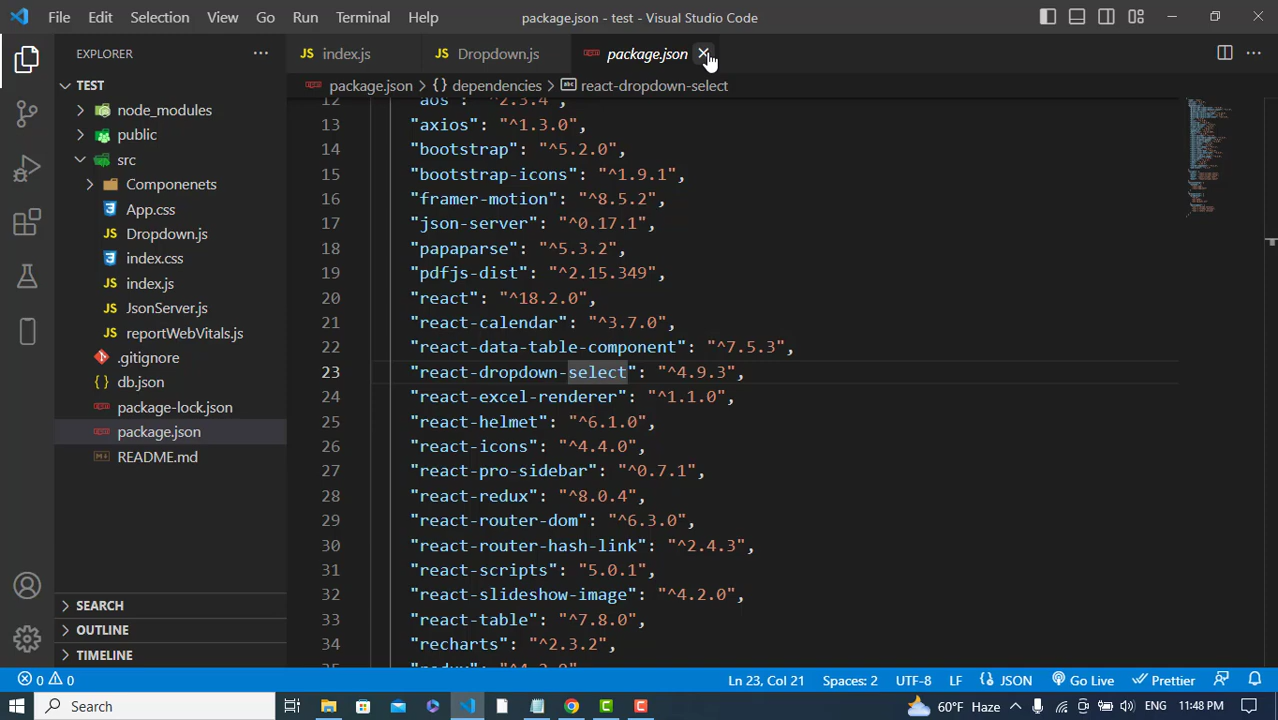 File Edit Selection View Go Run Terminal Help package.json - test - Visual Studio Code
EXPLORER
TEST
node_modules
public
src
Componenets
App.css
Dropdown.js
index.css
index.js
JsonServer.js
reportWebVitals.js
.gitignore
db.json
package-lock.json
package.json
README.md
SEARCH
OUTLINE
TIMELINE
JS index.js JS Dropdown.js package.json
package.json > {} dependencies > abc react-dropdown-select
12 "aos": "^2.3.4",
13 "axios": "^1.3.0",
14 "bootstrap": "^5.2.0",
15 "bootstrap-icons": "^1.9.1",
16 "framer-motion": "^8.5.2",
17 "json-server": "^0.17.1",
18 "papaparse": "^5.3.2",
19 "pdfjs-dist": "^2.15.349",
20 "react": "^18.2.0",
21 "react-calendar": "^3.7.0",
22 "react-data-table-component": "^7.5.3",
23 "react-dropdown-select": "^4.9.3",
24 "react-excel-renderer": "^1.1.0",
25 "react-helmet": "^6.1.0",
26 "react-icons": "^4.4.0",
27 "react-pro-sidebar": "^0.7.1",
28 "react-redux": "^8.0.4",
29 "react-router-dom": "^6.3.0",
30 "react-router-hash-link": "^2.4.3",
31 "react-scripts": "5.0.1",
32 "react-slideshow-image": "^4.2.0",
33 "react-table": "^7.8.0",
34 "recharts": "^2.3.2",
0 0 Ln 23, Col 21 Spaces: 2 UTF-8 LF {} JSON Go Live Prettier
Search 60°F Haze ENG 11:48 PM